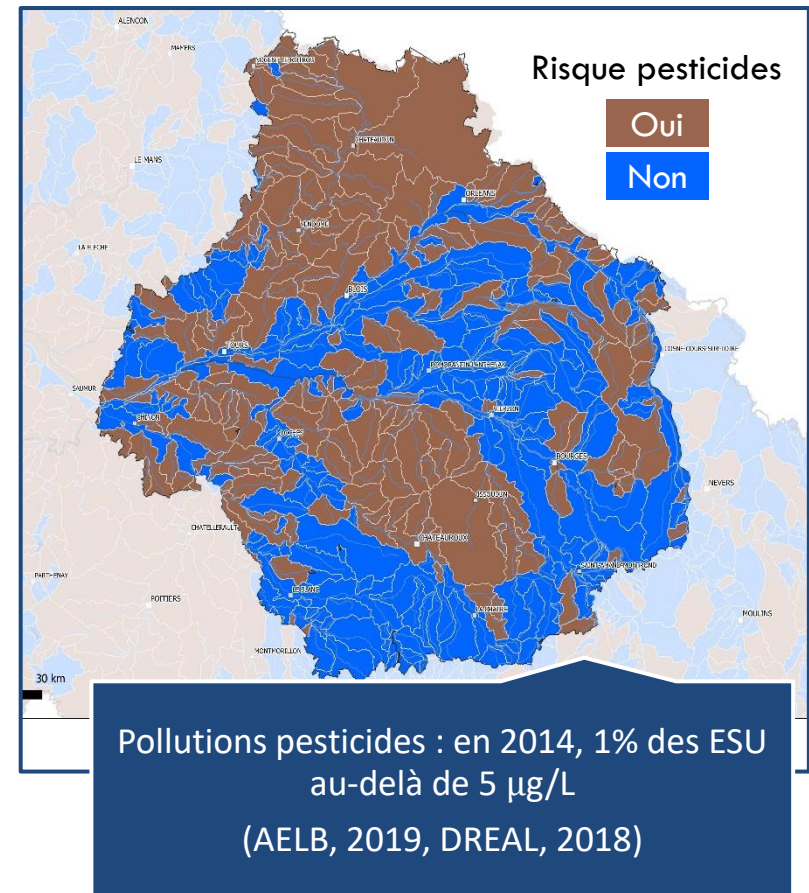 ALENCON
MAMERS
NOGENT-LE-ROTROU
Risque pesticides
Oui
CHATEAUDUN
LE MANS
Non
ORLEANS
VENDOME
LA FLECHE
BLOIS
TOURS
COSNE-COURS-SUR-LOIRE
ROMORANTIN-LANTHENAY
SAUMUR
VIERZON
CHINON
LOCHES
BOURGES
NEVERS
ISSOUDUN
CHATELLERAULT
CHATEAUROUX
SAINT-AMAND-MONTROND
PARTHENAY
LE BLANC
POITIERS
LA CHATRE
MOULINS
MONTMORILLON
30 km
Pollutions pesticides : en 2014, 1% des ESU
au-delà de 5 µg/L
(AELB, 2019, DREAL, 2018)